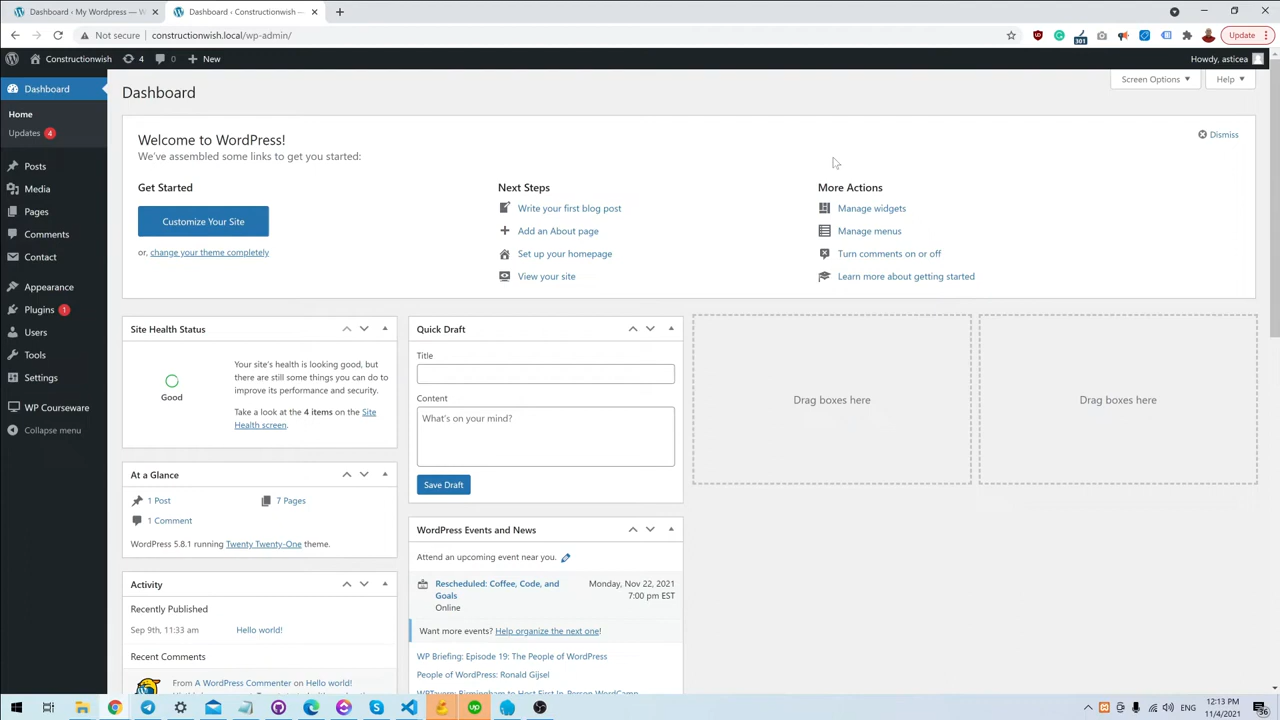 Dashboard ‹ My Wordpress — W
Dashboard ‹ Constructionwish —
Not secure
constructionwish.local/wp-admin/
301
Update
Constructionwish
4
0
New
Howdy, asticea
Dashboard
Home
Updates 4
Posts
Media
Pages
Comments
Contact
Appearance
Plugins 1
Users
Tools
Settings
WP Courseware
Collapse menu
Dashboard
Screen Options
Help
Welcome to WordPress!
We've assembled some links to get you started:
Dismiss
Get Started
Customize Your Site
or, change your theme completely
Next Steps
Write your first blog post
Add an About page
Set up your homepage
View your site
More Actions
Manage widgets
Manage menus
Turn comments on or off
Learn more about getting started
Site Health Status
Good
Your site's health is looking good, but
there are still some things you can do to
improve its performance and security.
Take a look at the 4 items on the Site
Health screen.
At a Glance
1 Post
7 Pages
1 Comment
WordPress 5.8.1 running Twenty Twenty-One theme.
Activity
Recently Published
Sep 9th, 11:33 am
Hello world!
Recent Comments
From A WordPress Commenter on Hello world!
Quick Draft
Title
Content
What's on your mind?
Save Draft
WordPress Events and News
Attend an upcoming event near you.
Rescheduled: Coffee, Code, and
Goals
Online
Monday, Nov 22, 2021
7:00 pm EST
Want more events? Help organize the next one!
WP Briefing: Episode 19: The People of WordPress
People of WordPress: Ronald Gijsel
WPTavern: Birmingham to Host First In-Person WordCamp
Drag boxes here
Drag boxes here
ENG
12:13 PM
11/4/2021
36